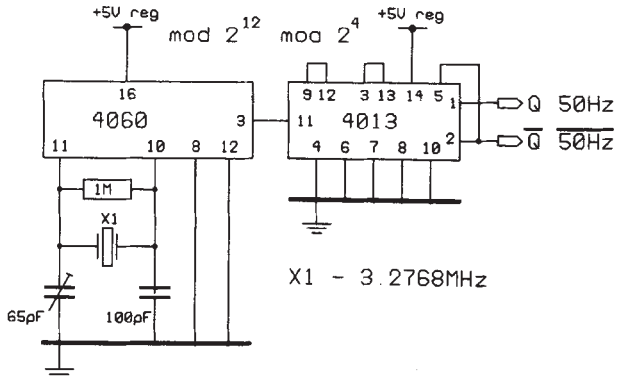 +5V reg
mod 2^12 moa 2^4
+5V reg
16
9 12 3 13 14 5
4060
3
11
4013
1
2
Q 50Hz
Q̅ 5̅0̅H̅z̅
11 10 8 12
4 6 7 8 10
1M
X1
X1 - 3.2768MHz
65pF
100pF